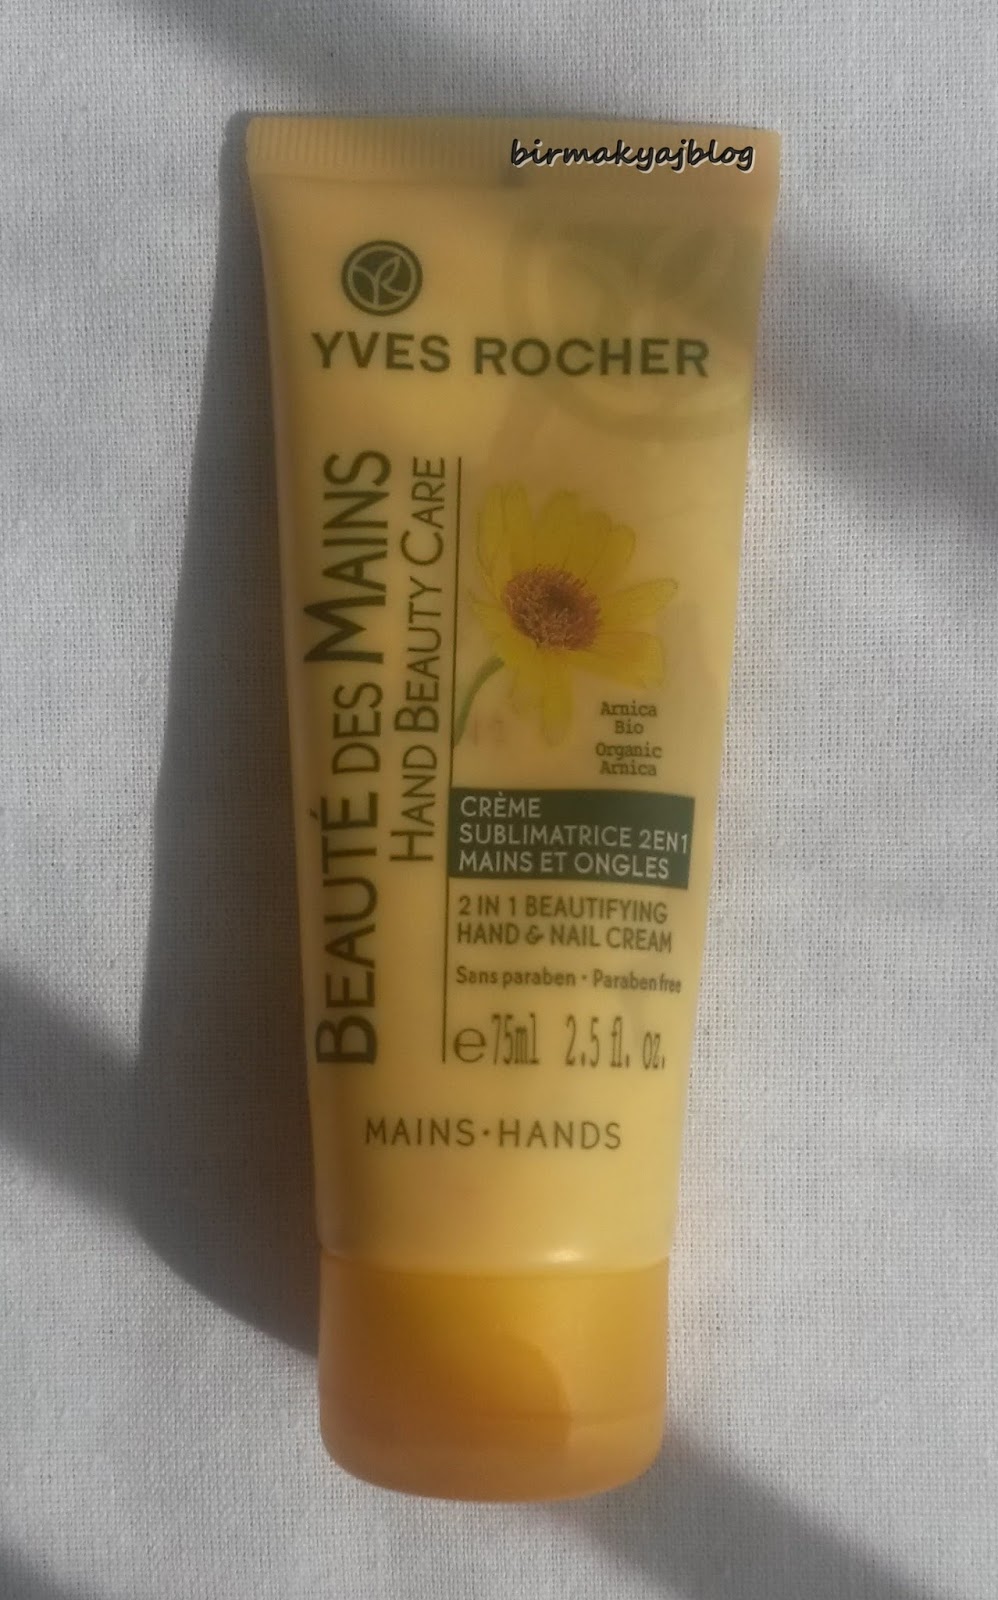 birmakyajblog
YVES ROCHER
BEAUTÉ DES MAINS
HAND BEAUTY CARE
Arnica
Bio
Organic
Arnica
CRÈME
SUBLIMATRICE 2EN1
MAINS ET ONGLES
2 IN 1 BEAUTIFYING
HAND & NAIL CREAM
Sans paraben • Paraben free
e 75ml 2.5 fl. oz.
MAINS • HANDS